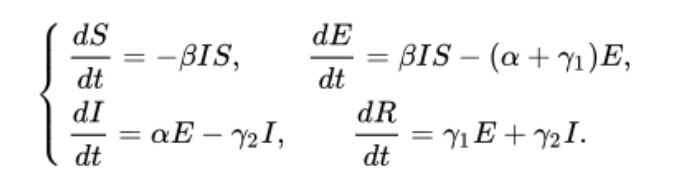 dS/dt = −βIS, dE/dt = βIS − (α + γ₁)E,
dI/dt = αE − γ₂I, dR/dt = γ₁E + γ₂I.